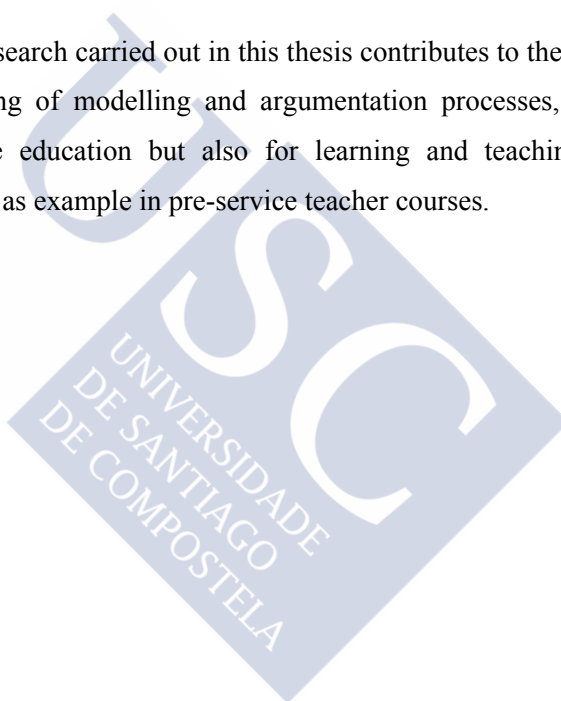 search carried out in this thesis contributes to the
ng of modelling and argumentation processes,
e education but also for learning and teachin
as example in pre-service teacher courses.
USC
UNIVERSIDADE
DE SANTIAGO
DE COMPOSTELA